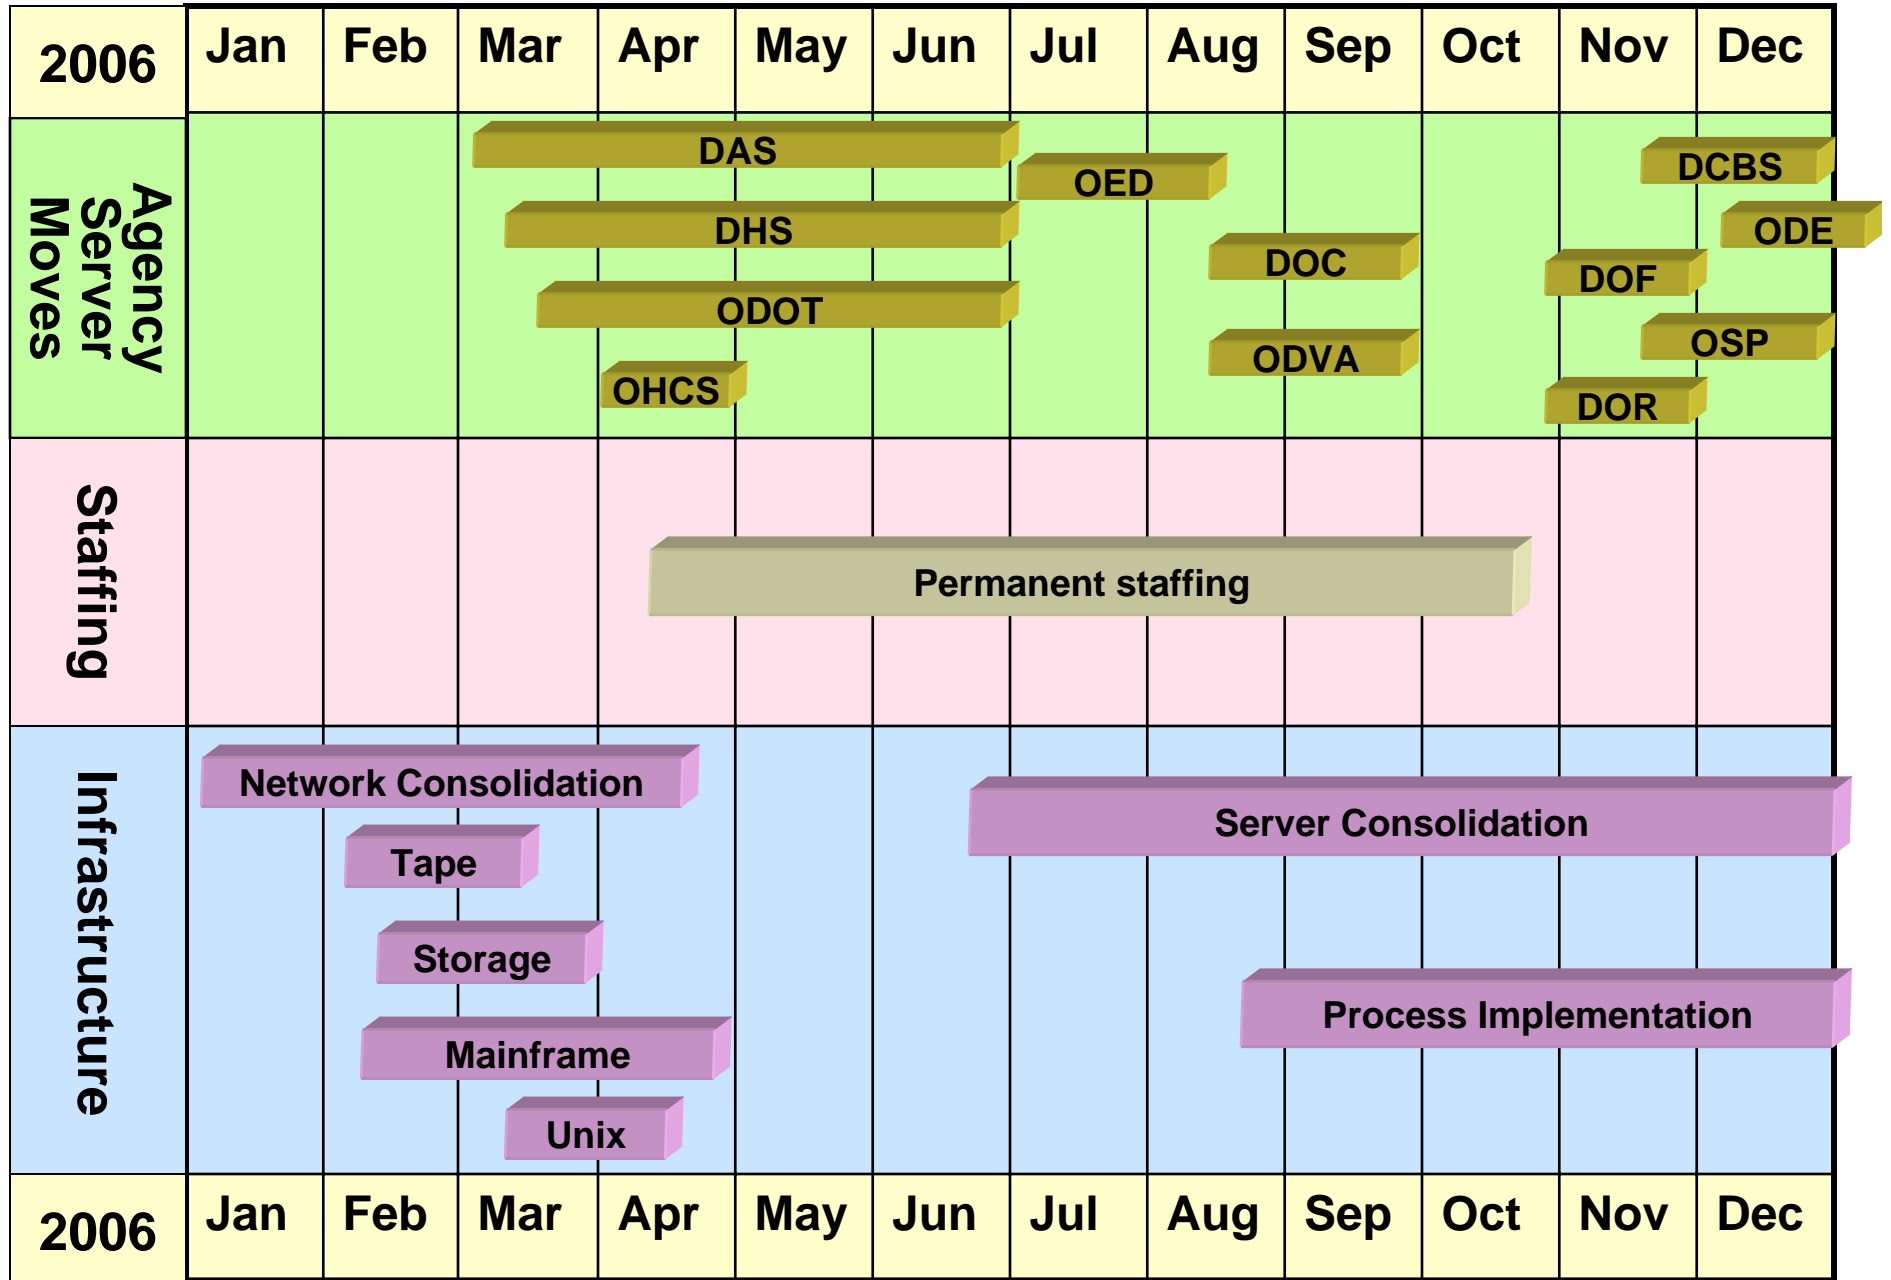 2006 Jan Feb Mar Apr May Jun Jul Aug Sep Oct Nov Dec
Agency
Server
Moves
DAS
OED
DCBS
DHS
ODE
DOC
DOF
ODOT
OSP
ODVA
OHCS
DOR
Staffing
Permanent staffing
Infrastructure
Network Consolidation
Server Consolidation
Tape
Storage
Process Implementation
Mainframe
Unix
2006 Jan Feb Mar Apr May Jun Jul Aug Sep Oct Nov Dec